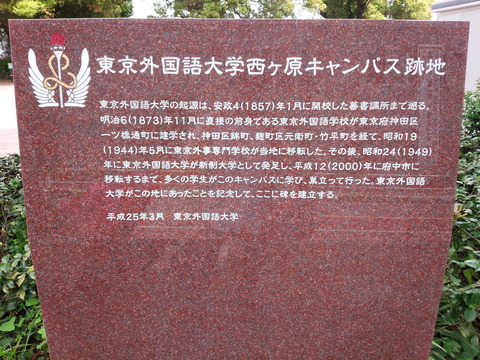 東京外国語大学西ヶ原キャンパス跡地
東京外国語大学の起源は、安政4(1857)年1月に開校した蕃書調所まで遡る。
明治6(1873)年11月に直接の前身である東京外国語学校が東京府神田区
一ツ橋通町に建学され、神田区錦町、麹町区元衛町・竹平町を経て、昭和19
(1944)年5月に東京外事専門学校が当地に移転した。その後、昭和24(1949)
年に東京外国語大学が新制大学として発足し、平成12(2000)年に府中市に
移転するまで、多くの学生がこのキャンパスに学び、巣立って行った。東京外国語
大学がこの地にあったことを記念して、ここに碑を建立する。
平成25年3月 東京外国語大学